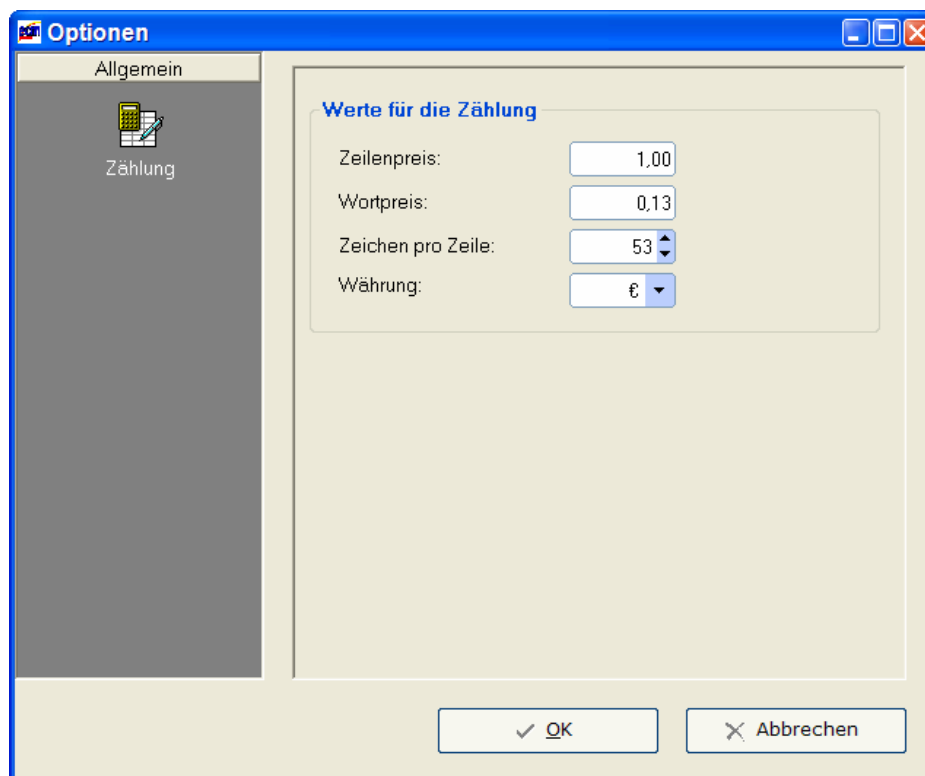 Optionen
Allgemein
Zählung
Werte für die Zählung
Zeilenpreis: 1,00
Wortpreis: 0,13
Zeichen pro Zeile: 53
Währung: €
OK Abbrechen